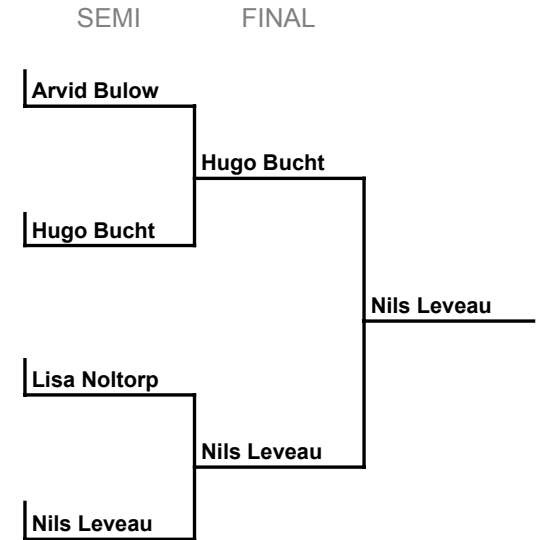 SEMI FINAL
Arvid Bulow
Hugo Bucht
Hugo Bucht
Nils Leveau
Lisa Noltorp
Nils Leveau
Nils Leveau